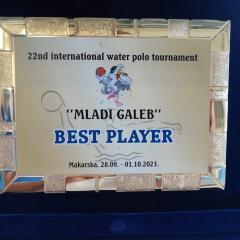 22nd international water polo tournament
"MLADI GALEB"
BEST PLAYER
Makarska, 28.09. - 01.10.2023.